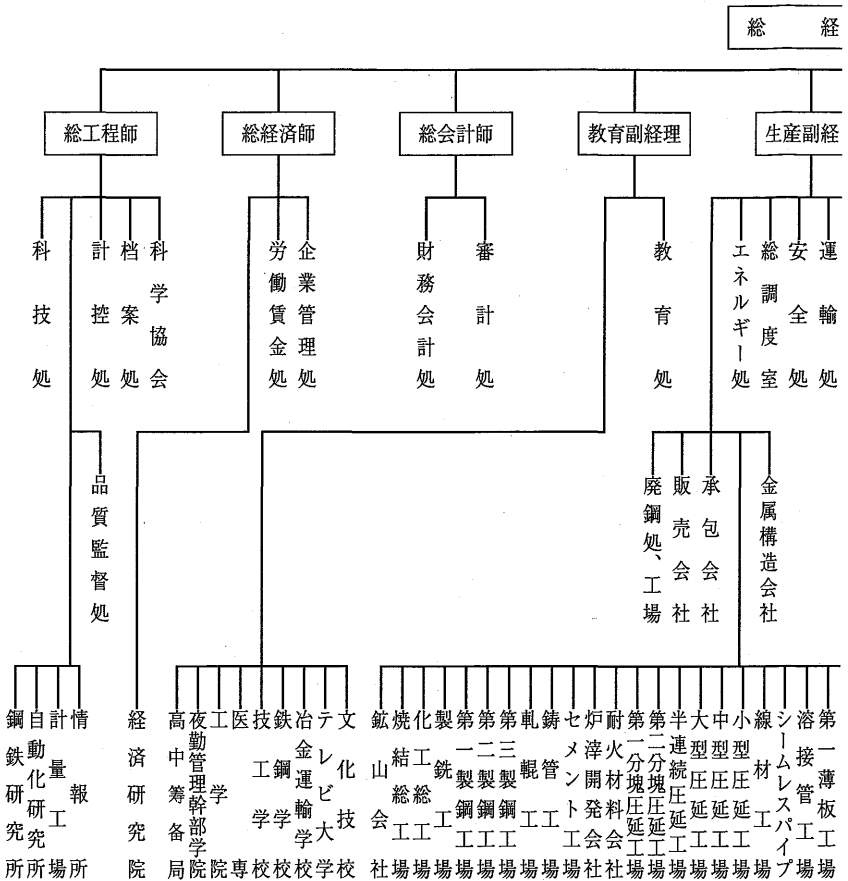 総 経
総工程師
総経済師
総会計師
教育副経理
生産副経
科技処
計控処
档案処
科学協会
労働賃金処
企業管理処
財務会計処
審計処
教育処
エネルギー処
総調度室
安全処
運輸処
品質監督処
廃鋼処、工場
販売会社
承包会社
金属構造会社
鋼鉄研究所
自動化研究所
計量工場
情報所
経済研究院
高中筹备局
夜勤管理幹部学院
工学院
医専
技工学校
鉄鋼学校
冶金運輸学校
テレビ大学
文化技校
鉱山会社
焼結総工場
化工総工場
製銑工場
第一製鋼工場
第二製鋼工場
第三製鋼工場
軋輥工場
鋳管工場
セメント工場
炉滓開発会社
耐火材料会社
第一分塊圧延工場
第二分塊圧延工場
半連続圧延工場
大型圧延工場
中型圧延工場
小型圧延工場
線材工場
シームレスパイプ
溶接管工場
第一薄板工場